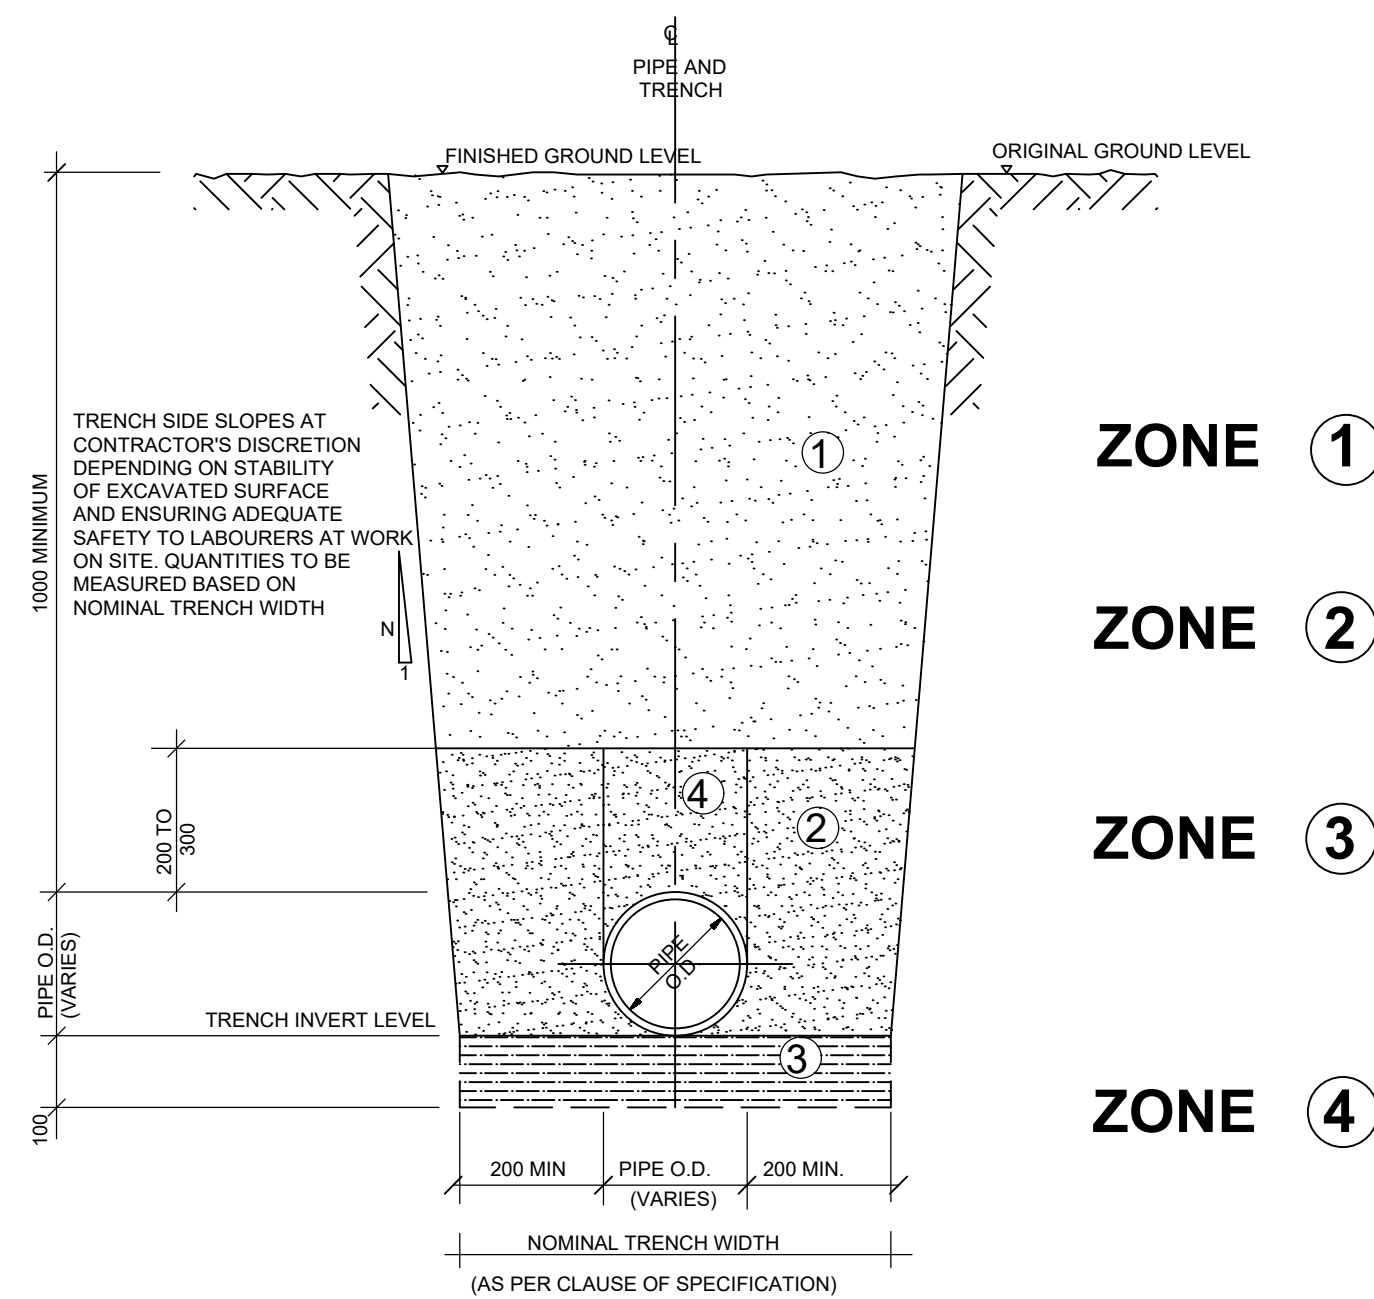 ℄
PIPE AND
TRENCH
FINISHED GROUND LEVEL
ORIGINAL GROUND LEVEL
TRENCH SIDE SLOPES AT
CONTRACTOR'S DISCRETION
DEPENDING ON STABILITY
OF EXCAVATED SURFACE
AND ENSURING ADEQUATE
SAFETY TO LABOURERS AT WORK
ON SITE. QUANTITIES TO BE
MEASURED BASED ON
NOMINAL TRENCH WIDTH
1000 MINIMUM
N
1
1
ZONE 1
ZONE 2
200 TO
300
4
2
ZONE 3
PIPE O.D.
(VARIES)
PIPE
O.D
TRENCH INVERT LEVEL
3
100
ZONE 4
200 MIN
PIPE O.D.
(VARIES)
200 MIN.
NOMINAL TRENCH WIDTH
(AS PER CLAUSE OF SPECIFICATION)